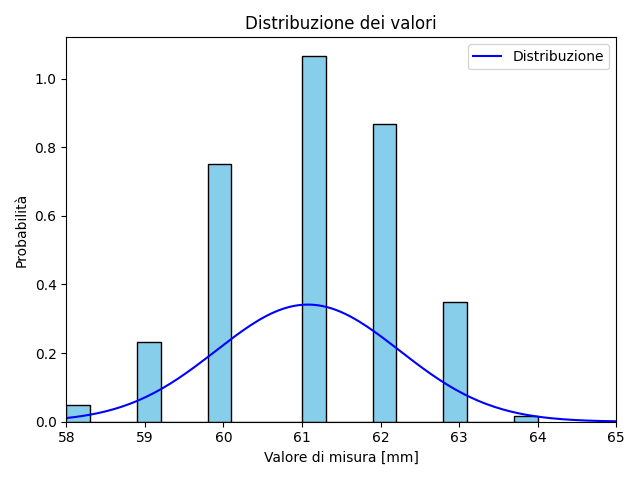 Distribuzione dei valori
Distribuzione
Probabilità
1.0
0.8
0.6
0.4
0.2
0.0
58 59 60 61 62 63 64 65
Valore di misura [mm]